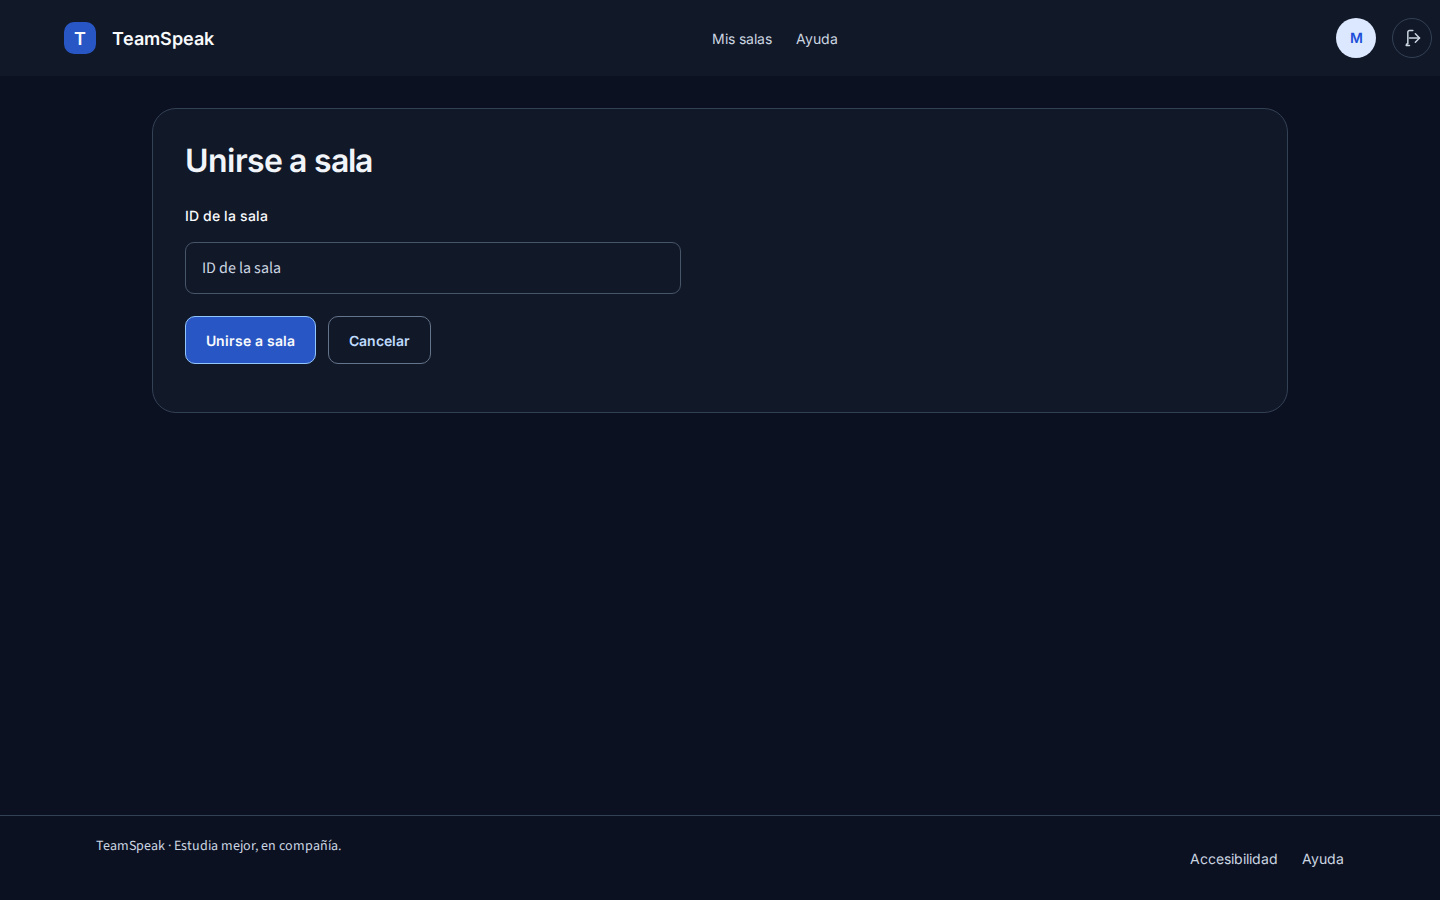 T TeamSpeak
Mis salas Ayuda
M
Unirse a sala
ID de la sala
ID de la sala
Unirse a sala Cancelar
TeamSpeak · Estudia mejor, en compañía.
Accesibilidad Ayuda